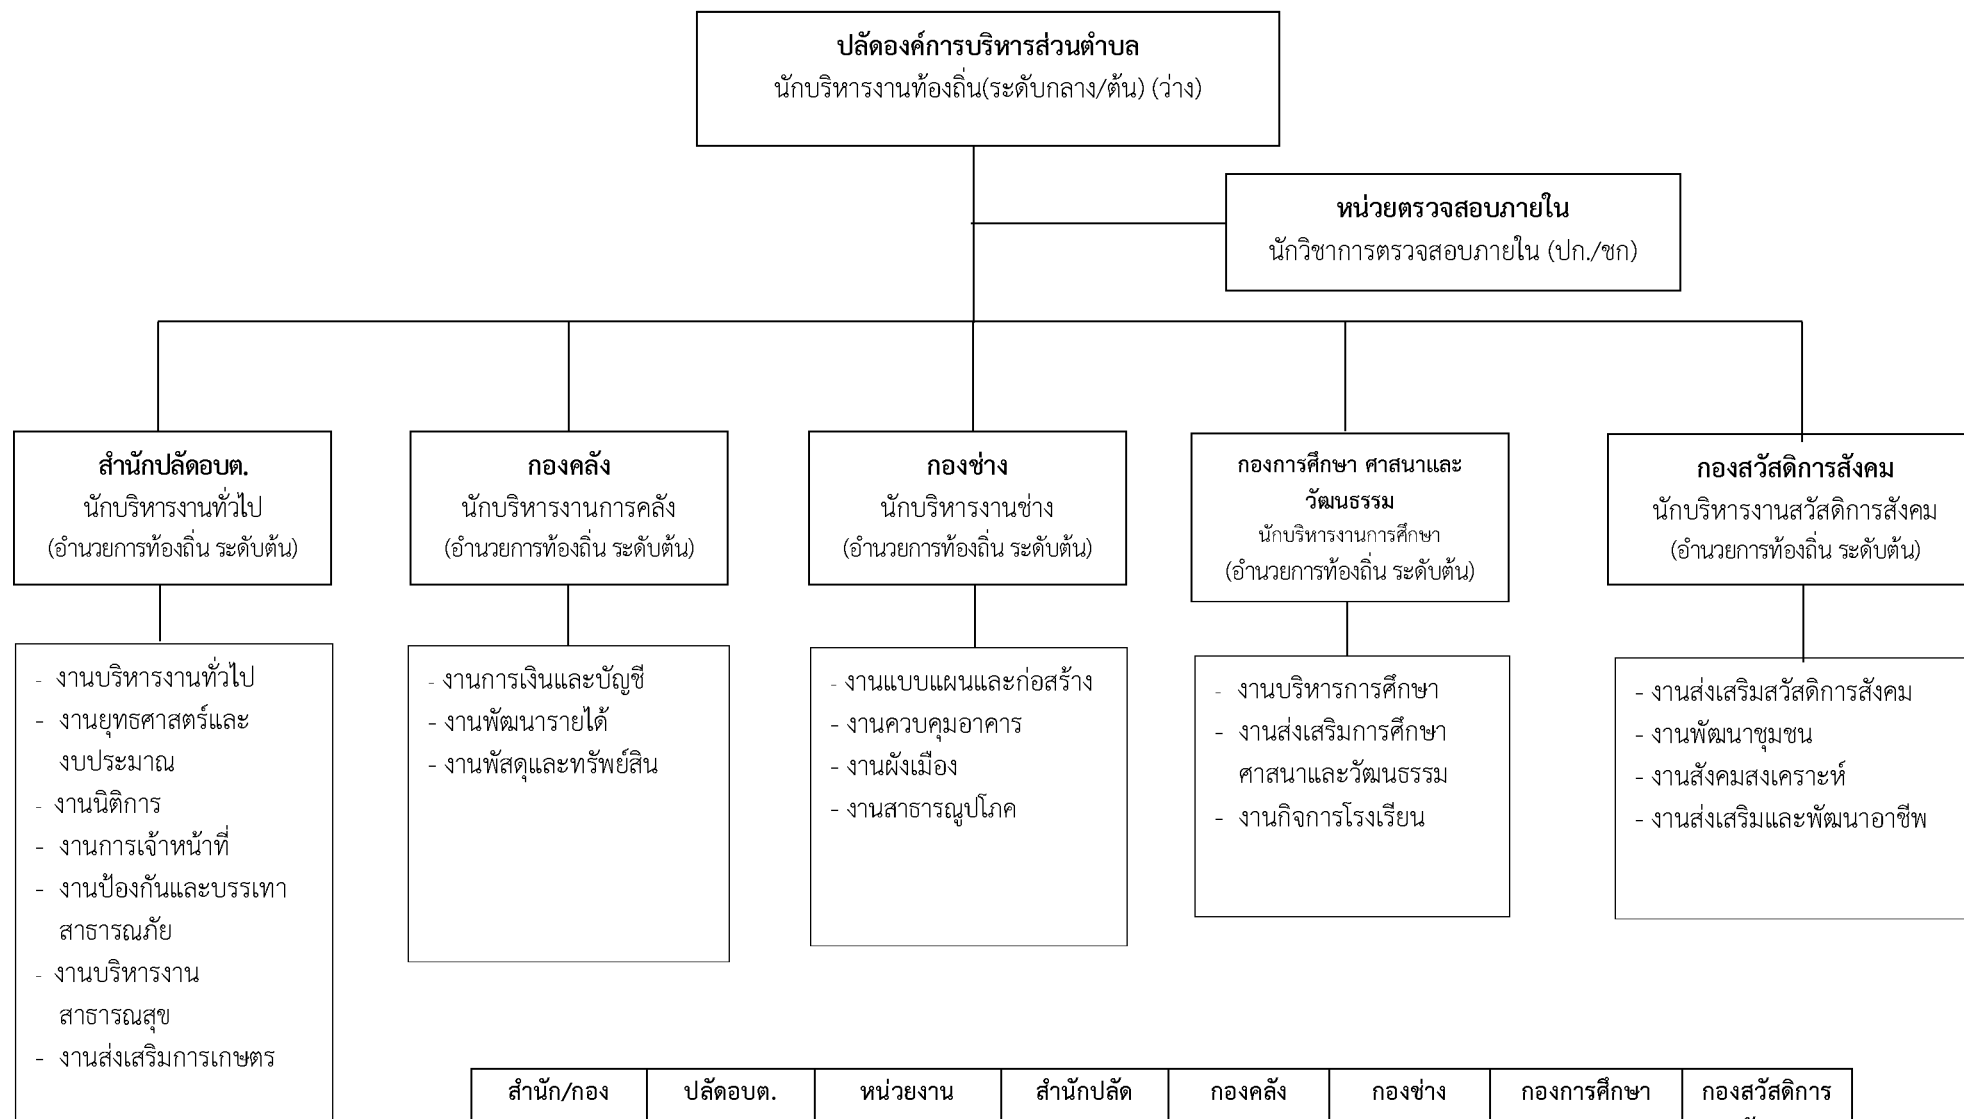 ปลัดองค์การบริหารส่วนตำบล
นักบริหารงานท้องถิ่น(ระดับกลาง/ต้น) (ว่าง)
หน่วยตรวจสอบภายใน
นักวิชาการตรวจสอบภายใน (ปก./ชก)
สำนักปลัดอบต.
นักบริหารงานทั่วไป
(อำนวยการท้องถิ่น ระดับต้น)
- งานบริหารงานทั่วไป
- งานยุทธศาสตร์และ
งบประมาณ
- งานนิติการ
- งานการเจ้าหน้าที่
- งานป้องกันและบรรเทา
สาธารณภัย
- งานบริหารงาน
สาธารณสุข
- งานส่งเสริมการเกษตร
กองคลัง
นักบริหารงานการคลัง
(อำนวยการท้องถิ่น ระดับต้น)
- งานการเงินและบัญชี
- งานพัฒนารายได้
- งานพัสดุและทรัพย์สิน
กองช่าง
นักบริหารงานช่าง
(อำนวยการท้องถิ่น ระดับต้น)
- งานแบบแผนและก่อสร้าง
- งานควบคุมอาคาร
- งานผังเมือง
- งานสาธารณูปโภค
กองการศึกษา ศาสนาและ
วัฒนธรรม
นักบริหารงานการศึกษา
(อำนวยการท้องถิ่น ระดับต้น)
- งานบริหารการศึกษา
- งานส่งเสริมการศึกษา
ศาสนาและวัฒนธรรม
- งานกิจการโรงเรียน
กองสวัสดิการสังคม
นักบริหารงานสวัสดิการสังคม
(อำนวยการท้องถิ่น ระดับต้น)
- งานส่งเสริมสวัสดิการสังคม
- งานพัฒนาชุมชน
- งานสังคมสงเคราะห์
- งานส่งเสริมและพัฒนาอาชีพ
สำนัก/กอง ปลัดอบต. หน่วยงาน สำนักปลัด กองคลัง กองช่าง กองการศึกษา กองสวัสดิการ